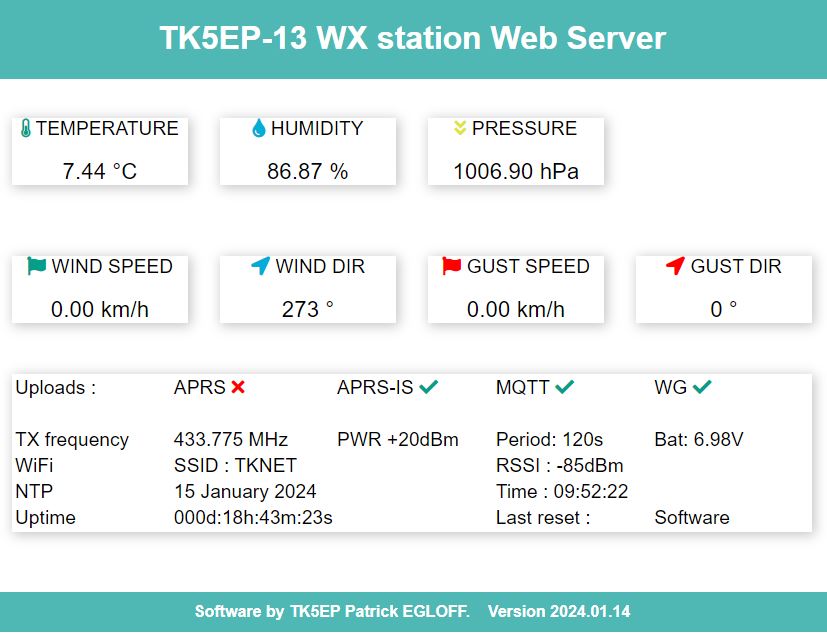 TK5EP-13 WX station Web Server
TEMPERATURE HUMIDITY PRESSURE
7.44 °C 86.87 % 1006.90 hPa
WIND SPEED WIND DIR GUST SPEED GUST DIR
0.00 km/h 273 ° 0.00 km/h 0 °
Uploads : APRS APRS-IS MQTT WG
TX frequency 433.775 MHz PWR +20dBm Period: 120s Bat: 6.98V
WiFi SSID : TKNET RSSI : -85dBm
NTP 15 January 2024 Time : 09:52:22
Uptime 000d:18h:43m:23s Last reset : Software
Software by TK5EP Patrick EGLOFF. Version 2024.01.14